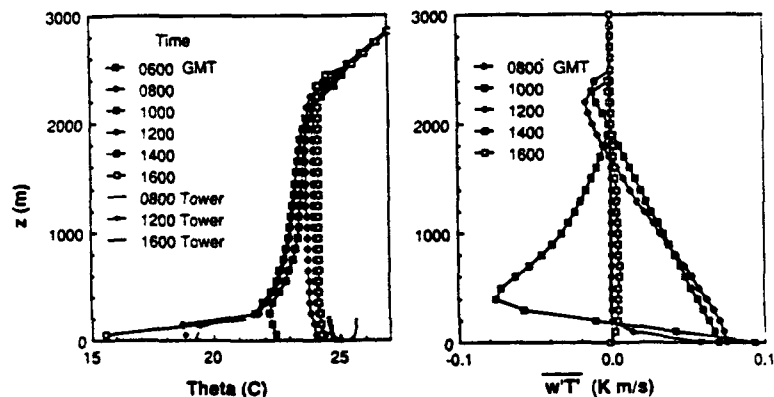 3000
2000
1000
0
z (m)
Time
0600 GMT
0800
1000
1200
1400
1600
0800 Tower
1200 Tower
1600 Tower
15
20
25
Theta (C)
3000
2000
1000
0
0800 GMT
1000
1200
1400
1600
-0.1
0.0
0.1
w'T' (K m/s)